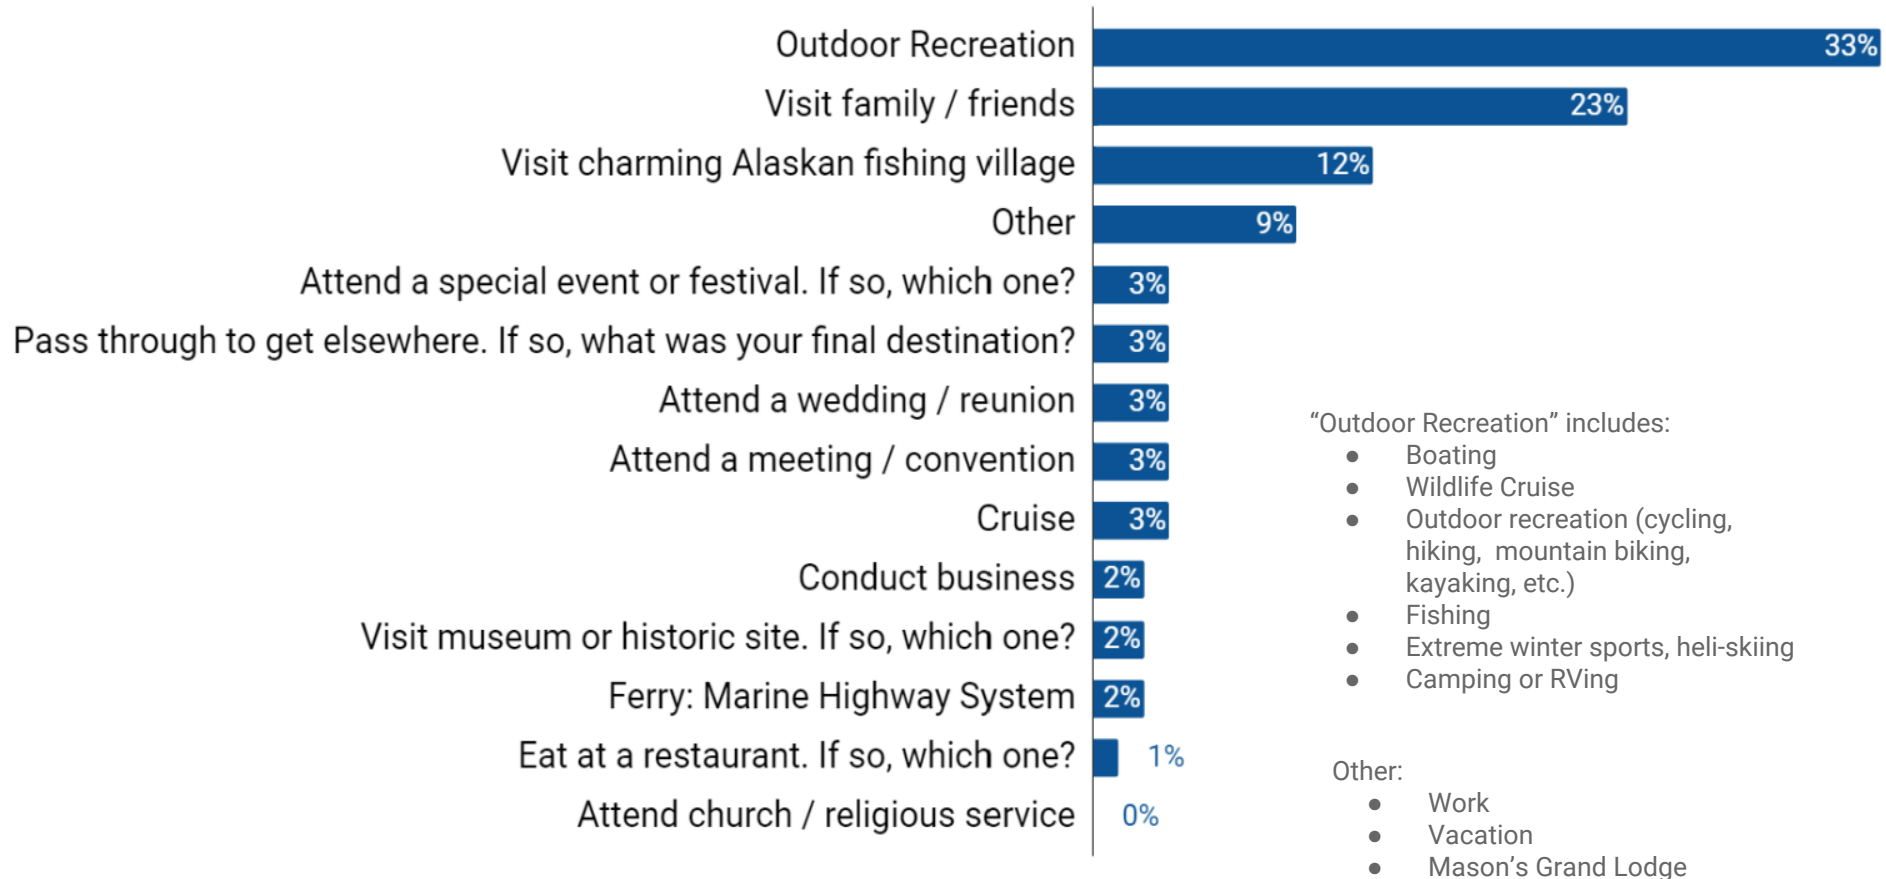 Outdoor Recreation 33%
Visit family / friends 23%
Visit charming Alaskan fishing village 12%
Other 9%
Attend a special event or festival. If so, which one? 3%
Pass through to get elsewhere. If so, what was your final destination? 3%
Attend a wedding / reunion 3%
Attend a meeting / convention 3%
Cruise 3%
Conduct business 2%
Visit museum or historic site. If so, which one? 2%
Ferry: Marine Highway System 2%
Eat at a restaurant. If so, which one? 1%
Attend church / religious service 0%
“Outdoor Recreation” includes:
● Boating
● Wildlife Cruise
● Outdoor recreation (cycling,
hiking, mountain biking,
kayaking, etc.)
● Fishing
● Extreme winter sports, heli-skiing
● Camping or RVing
Other:
● Work
● Vacation
● Mason’s Grand Lodge